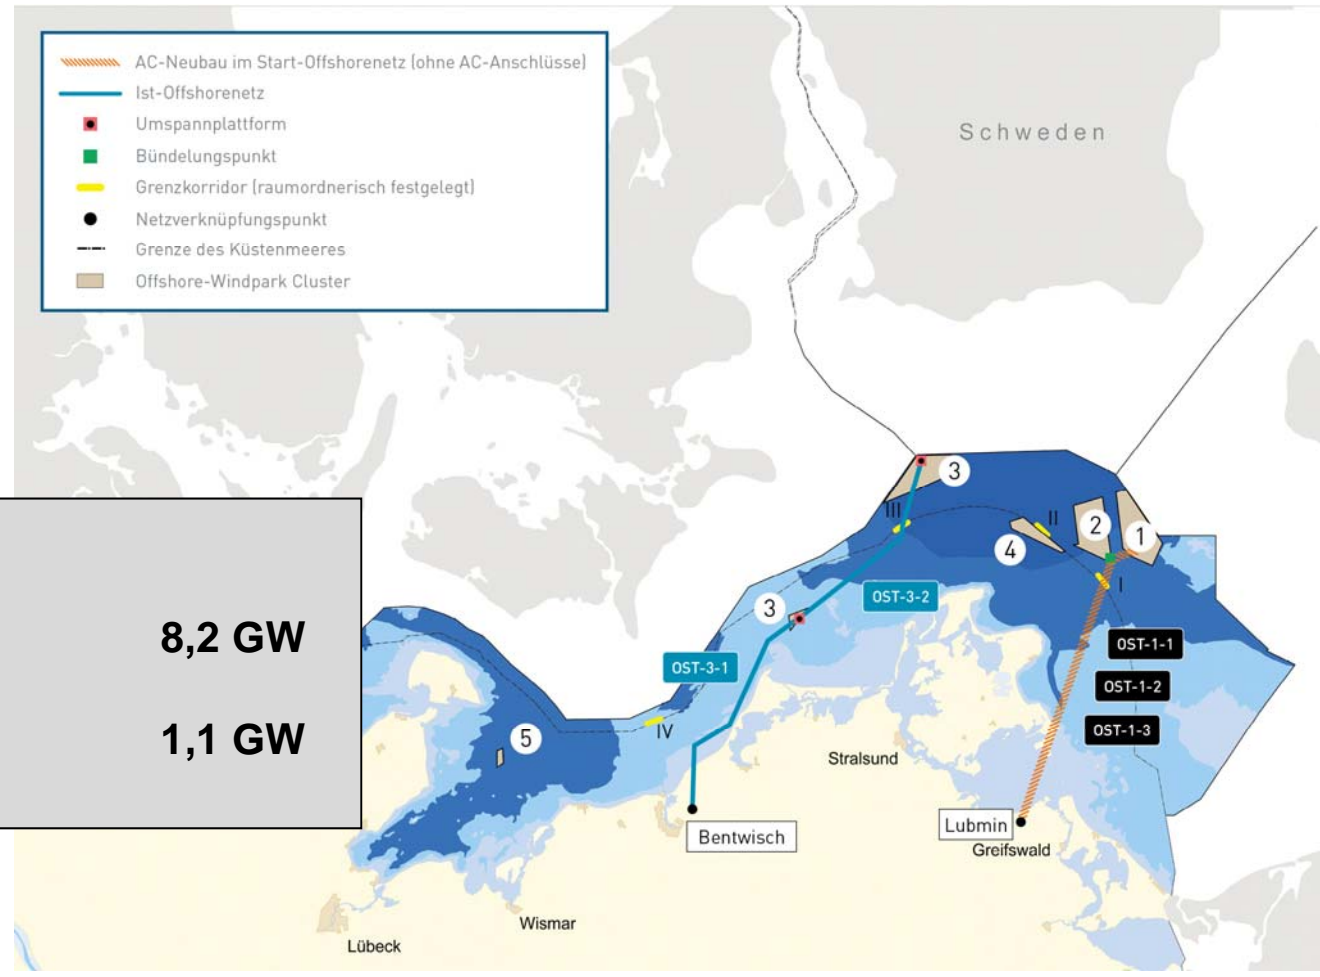 AC-Neubau im Start-Offshorenetz (ohne AC-Anschlüsse)
Ist-Offshorenetz
Umspannplattform
Bündelungspunkt
Grenzkorridor (raumordnerisch festgelegt)
Netzverknüpfungspunkt
Grenze des Küstenmeeres
Offshore-Windpark Cluster
Schweden
3
III
II
2
1
4
I
3
OST-3-2
OST-1-1
OST-3-1
OST-1-2
8,2 GW
OST-1-3
IV
5
1,1 GW
Stralsund
Bentwisch
Lubmin
Greifswald
Wismar
Lübeck